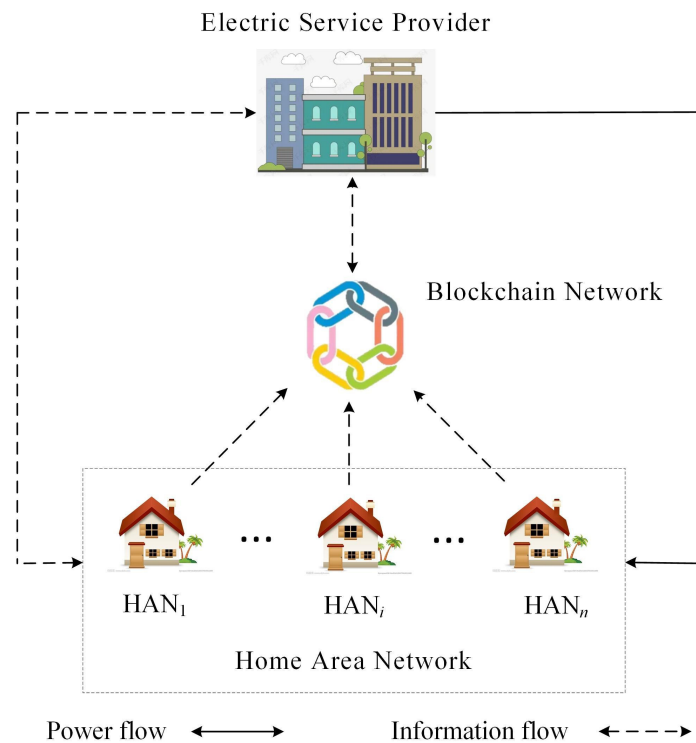 Electric Service Provider
Blockchain Network
... ...
HAN₁ HANᵢ HANₙ
Home Area Network
Power flow Information flow